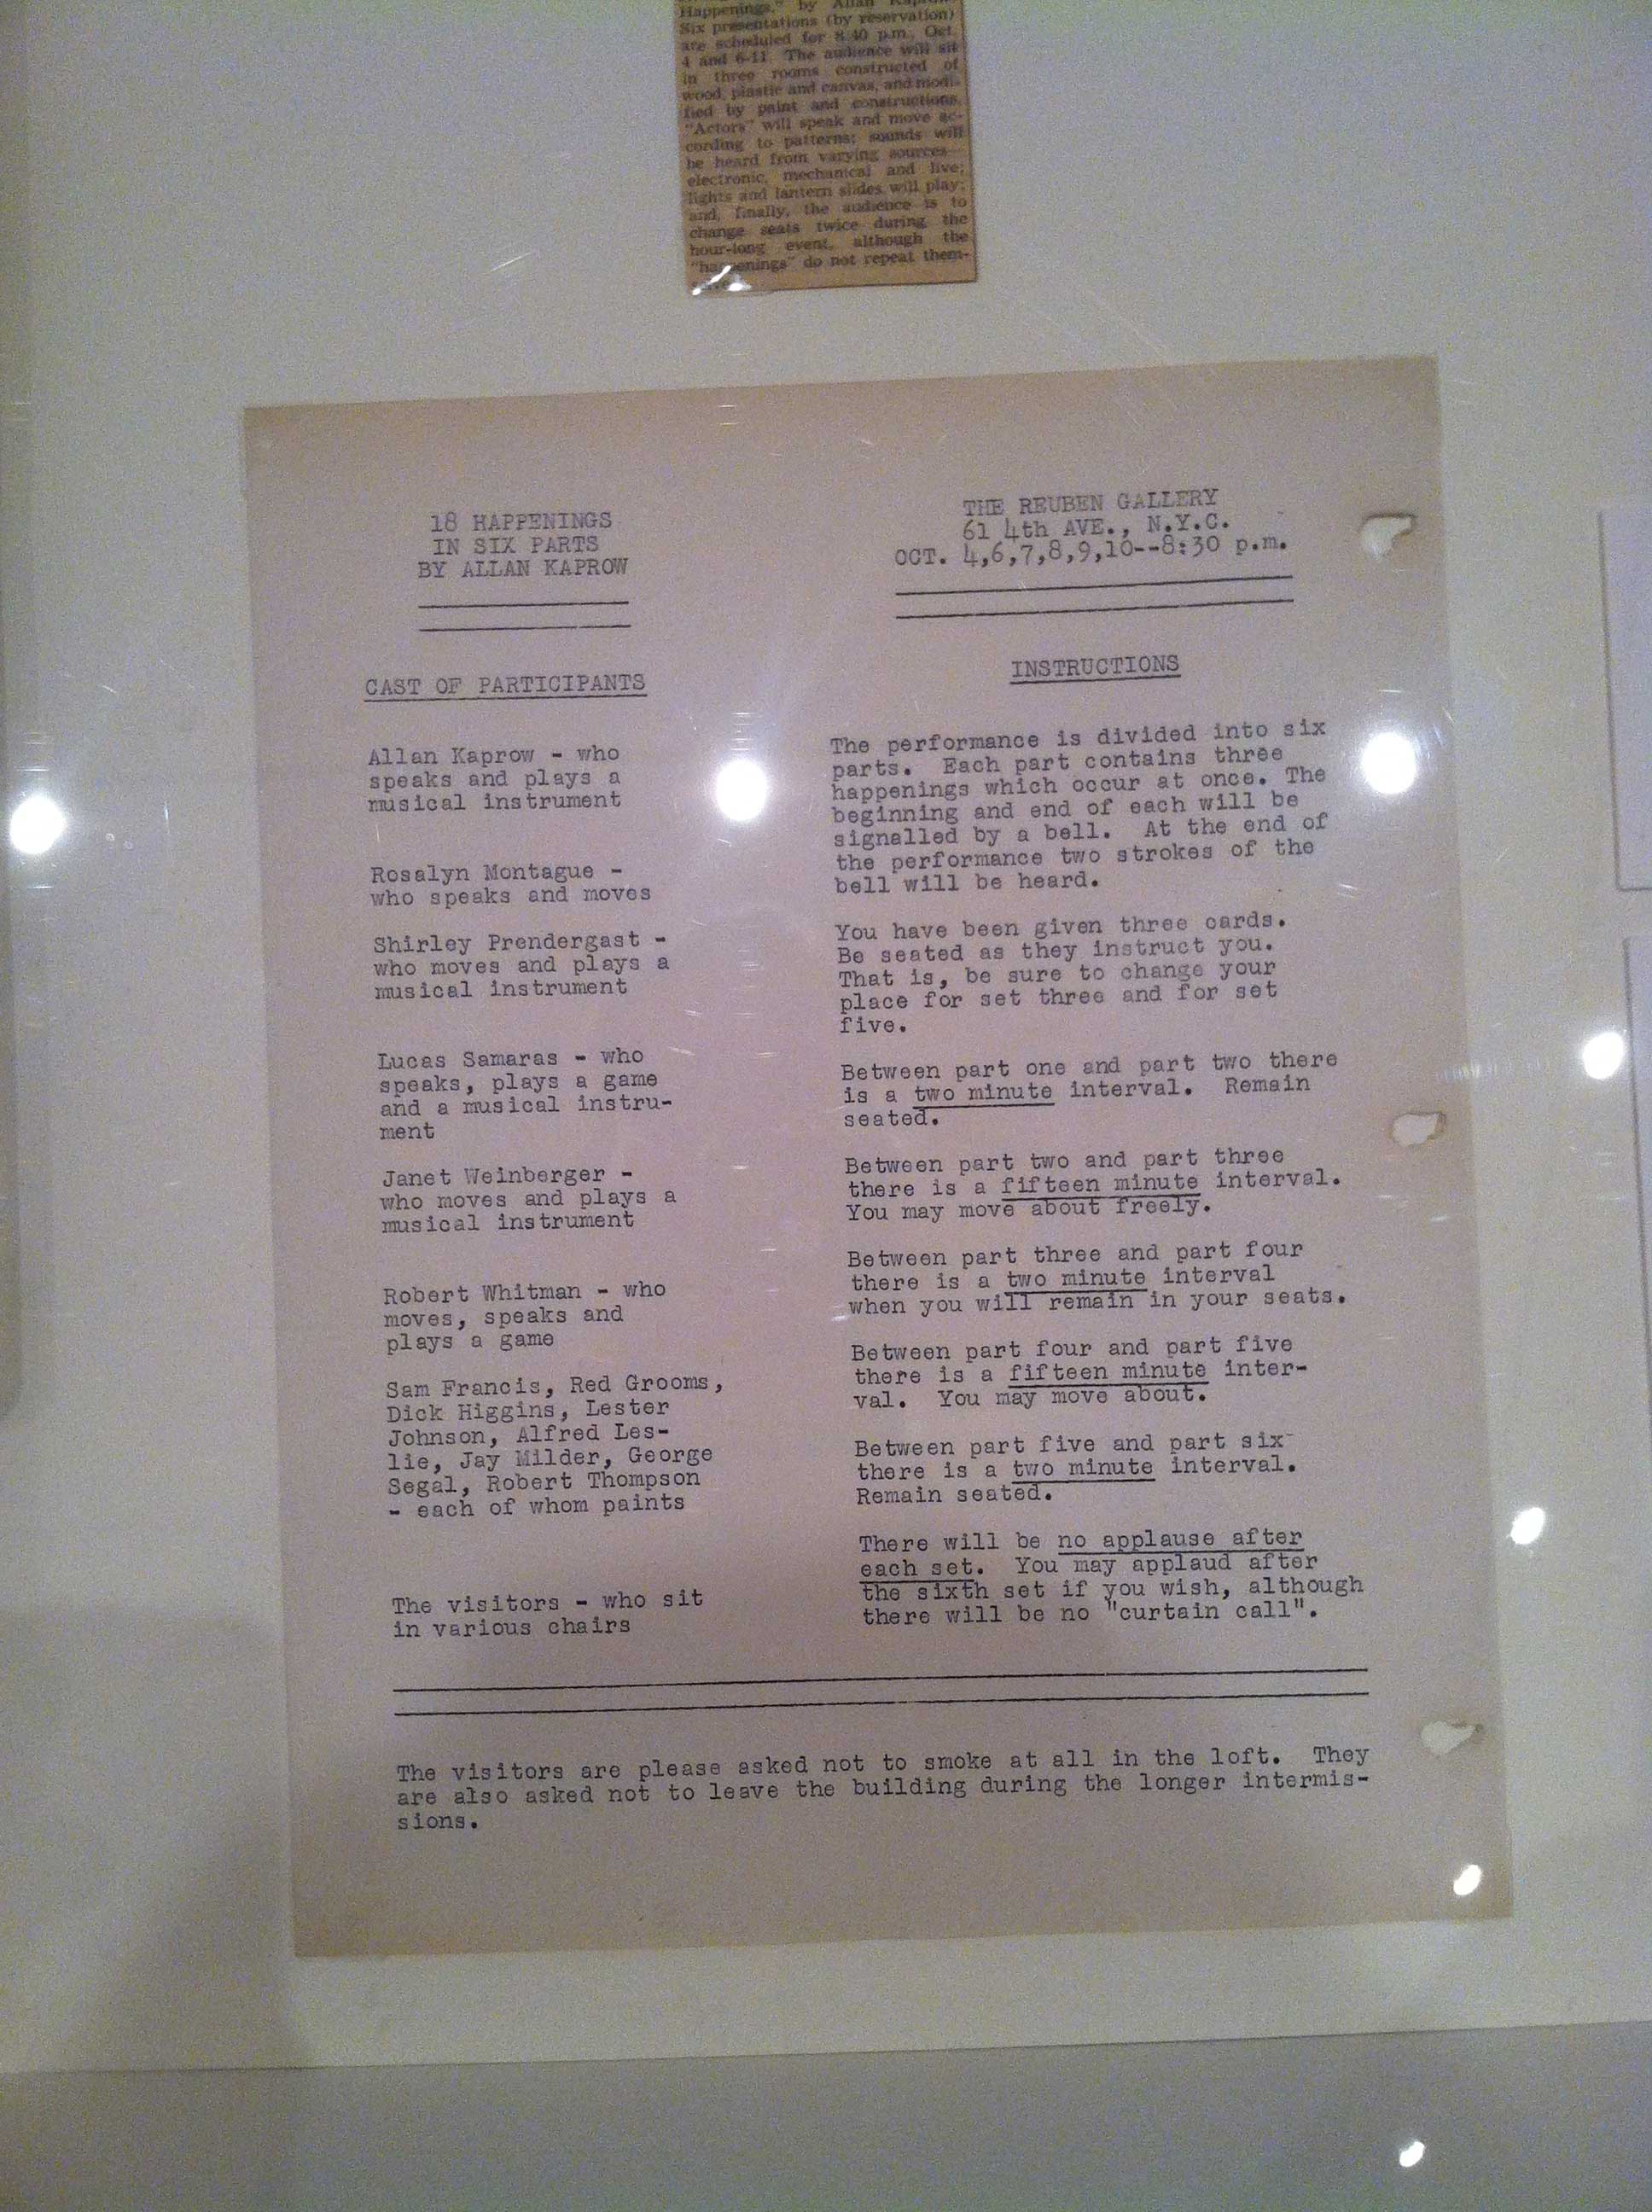 Happenings," by Allan Kaprow.
Six presentations (by reservation)
are scheduled for 8:40 p.m., Oct.
4 and 6-11. The audience will sit
in three rooms constructed of
wood, plastic and canvas, and modi-
fied by paint and constructions.
"Actors" will speak and move ac-
cording to patterns; sounds will
be heard from varying sources—
electronic, mechanical and live;
lights and lantern slides will play;
and, finally, the audience is to
change seats twice during the
hour-long event, although the
"happenings" do not repeat them-
18 HAPPENINGS
IN SIX PARTS
BY ALLAN KAPROW
CAST OF PARTICIPANTS
Allan Kaprow - who
speaks and plays a
musical instrument
Rosalyn Montague -
who speaks and moves
Shirley Prendergast -
who moves and plays a
musical instrument
Lucas Samaras - who
speaks, plays a game
and a musical instru-
ment
Janet Weinberger -
who moves and plays a
musical instrument
Robert Whitman - who
moves, speaks and
plays a game
Sam Francis, Red Grooms,
Dick Higgins, Lester
Johnson, Alfred Les-
lie, Jay Milder, George
Segal, Robert Thompson
- each of whom paints
The visitors - who sit
in various chairs
THE REUBEN GALLERY
61 4th AVE., N.Y.C.
OCT. 4,6,7,8,9,10--8:30 p.m.
INSTRUCTIONS
The performance is divided into six
parts. Each part contains three
happenings which occur at once. The
beginning and end of each will be
signalled by a bell. At the end of
the performance two strokes of the
bell will be heard.
You have been given three cards.
Be seated as they instruct you.
That is, be sure to change your
place for set three and for set
five.
Between part one and part two there
is a two minute interval. Remain
seated.
Between part two and part three
there is a fifteen minute interval.
You may move about freely.
Between part three and part four
there is a two minute interval
when you will remain in your seats.
Between part four and part five
there is a fifteen minute inter-
val. You may move about.
Between part five and part six
there is a two minute interval.
Remain seated.
There will be no applause after
each set. You may applaud after
the sixth set if you wish, although
there will be no "curtain call".
The visitors are please asked not to smoke at all in the loft. They
are also asked not to leave the building during the longer intermis-
sions.